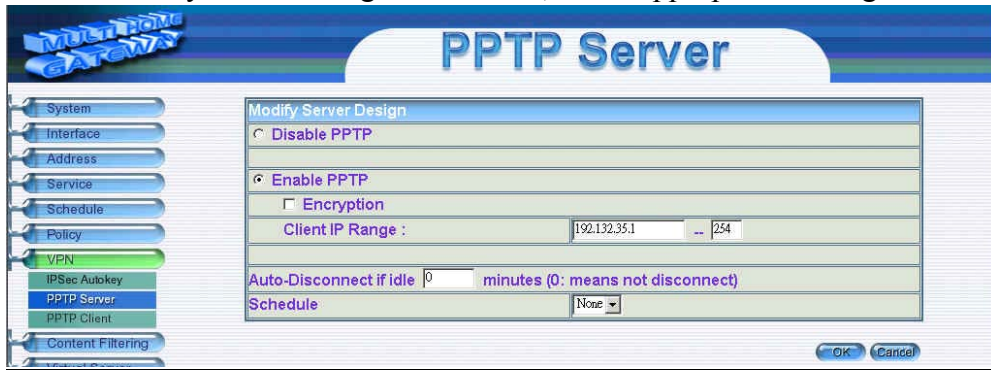 MULTI HOME
GATEWAY
PPTP Server
System
Interface
Address
Service
Schedule
Policy
VPN
IPSec Autokey
PPTP Server
PPTP Client
Content Filtering
Modify Server Design
Disable PPTP
Enable PPTP
Encryption
Client IP Range : 192.132.35.1 -- 254
Auto-Disconnect if idle 0 minutes (0: means not disconnect)
Schedule None
OK Cancel